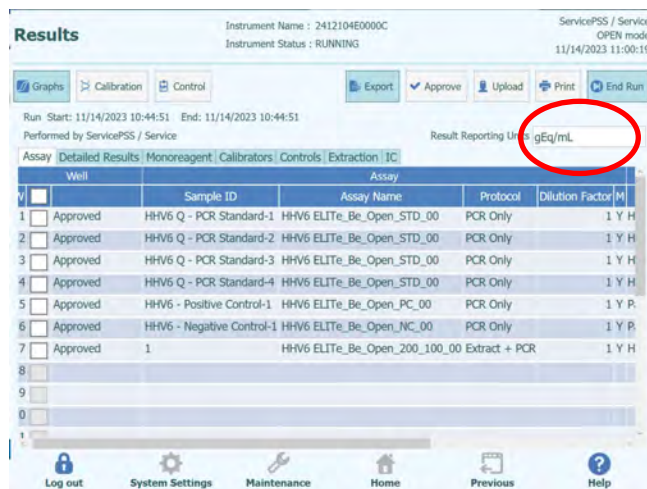 Results
Instrument Name : 2412104E0000C
Instrument Status : RUNNING
ServicePSS / Service
OPEN mode
11/14/2023 11:00:19
Graphs Calibration Control Export Approve Upload Print End Run
Run Start: 11/14/2023 10:44:51 End: 11/14/2023 10:44:51
Performed by ServicePSS / Service
Result Reporting Units gEq/mL
Assay Detailed Results Monoreagent Calibrators Controls Extraction IC
Well Assay
Sample ID Assay Name Protocol Dilution Factor M
1 Approved HHV6 Q - PCR Standard-1 HHV6 ELITe_Be_Open_STD_00 PCR Only 1 Y H
2 Approved HHV6 Q - PCR Standard-2 HHV6 ELITe_Be_Open_STD_00 PCR Only 1 Y H
3 Approved HHV6 Q - PCR Standard-3 HHV6 ELITe_Be_Open_STD_00 PCR Only 1 Y H
4 Approved HHV6 Q - PCR Standard-4 HHV6 ELITe_Be_Open_STD_00 PCR Only 1 Y H
5 Approved HHV6 - Positive Control-1 HHV6 ELITe_Be_Open_PC_00 PCR Only 1 Y P
6 Approved HHV6 - Negative Control-1 HHV6 ELITe_Be_Open_NC_00 PCR Only 1 Y P
7 Approved 1 HHV6 ELITe_Be_Open_200_100_00 Extract + PCR 1 Y H
8
9
0
Log out System Settings Maintenance Home Previous Help